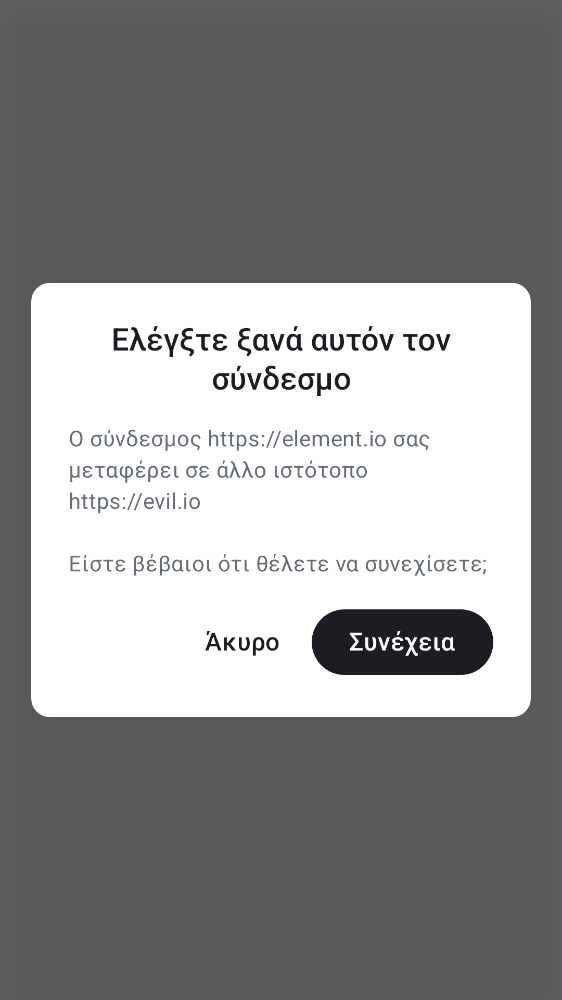 Ελέγξτε ξανά αυτόν τον
σύνδεσμο
Ο σύνδεσμος https://element.io σας
μεταφέρει σε άλλο ιστότοπο
https://evil.io
Είστε βέβαιοι ότι θέλετε να συνεχίσετε;
Άκυρο
Συνέχεια